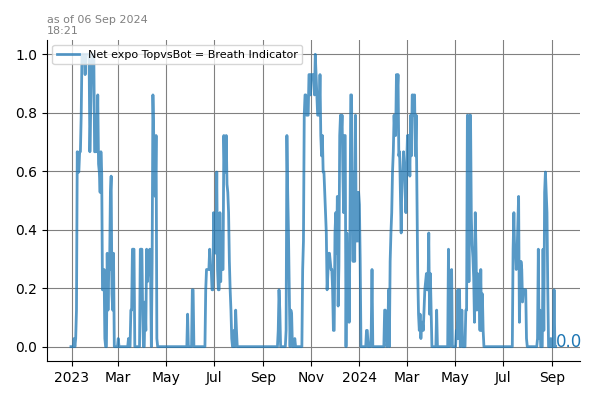 as of 06 Sep 2024
18:21
Net expo TopvsBot = Breath Indicator
1.0
0.8
0.6
0.4
0.2
0.0
0.0
2023 Mar May Jul Sep Nov 2024 Mar May Jul Sep